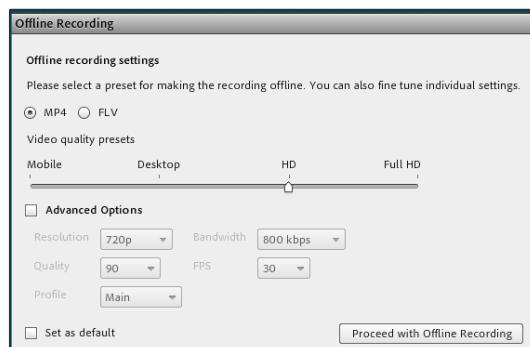 Offline Recording
Offline recording settings
Please select a preset for making the recording offline. You can also fine tune individual settings.
MP4 FLV
Video quality presets
Mobile Desktop HD Full HD
Advanced Options
Resolution 720p Bandwidth 800 kbps
Quality 90 FPS 30
Profile Main
Set as default Proceed with Offline Recording